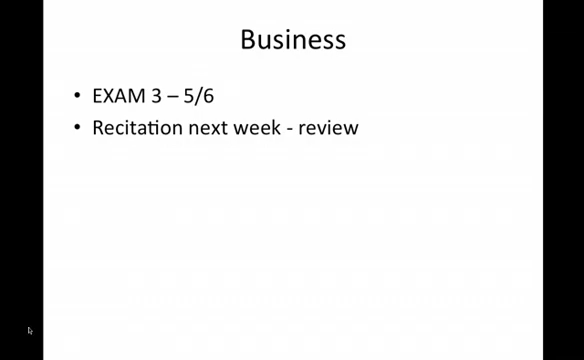 Business
• EXAM 3 – 5/6
• Recitation next week - review